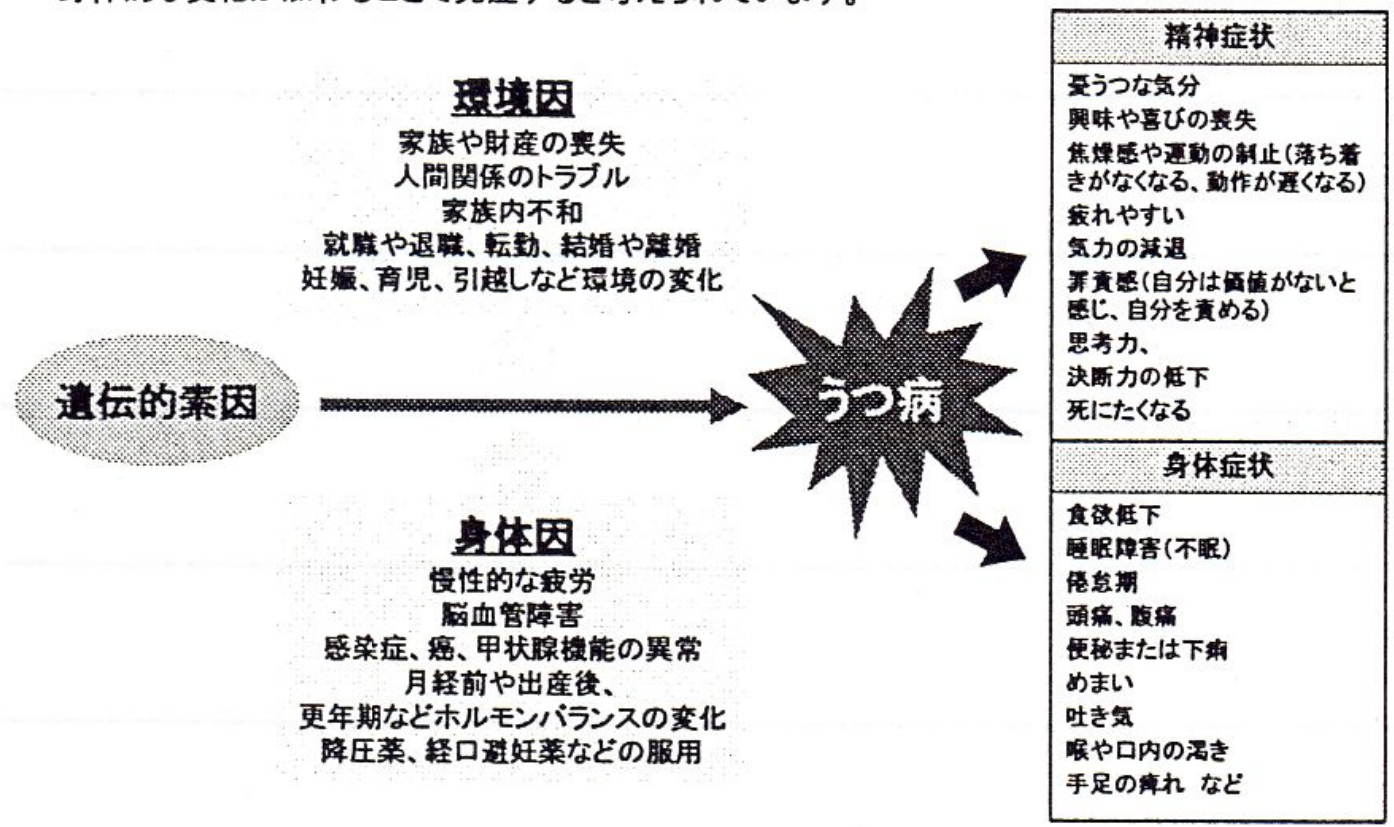 環境因
家族や財産の喪失
人間関係のトラブル
家族内不和
就職や退職、転勤、結婚や離婚
妊娠、育児、引越しなど環境の変化
遺伝的素因
うつ病
身体因
慢性的な疲労
脳血管障害
感染症、癌、甲状腺機能の異常
月経前や出産後、
更年期などホルモンバランスの変化
降圧薬、経口避妊薬などの服用
精神症状
憂うつな気分
興味や喜びの喪失
焦燥感や運動の制止(落ち着
きがなくなる、動作が遅くなる)
疲れやすい
気力の減退
罪責感(自分は価値がないと
感じ、自分を責める)
思考力、
決断力の低下
死にたくなる
身体症状
食欲低下
睡眠障害(不眠)
倦怠期
頭痛、腹痛
便秘または下痢
めまい
吐き気
喉や口内の渇き
手足の痺れ など